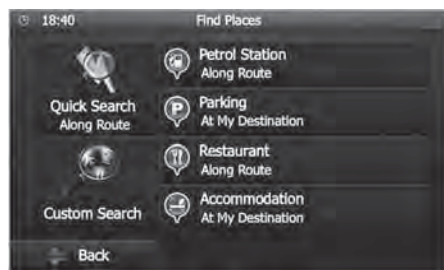 18:40 Find Places
Quick Search
Along Route
Custom Search
Petrol Station
Along Route
P Parking
At My Destination
Restaurant
Along Route
Accommodation
At My Destination
Back